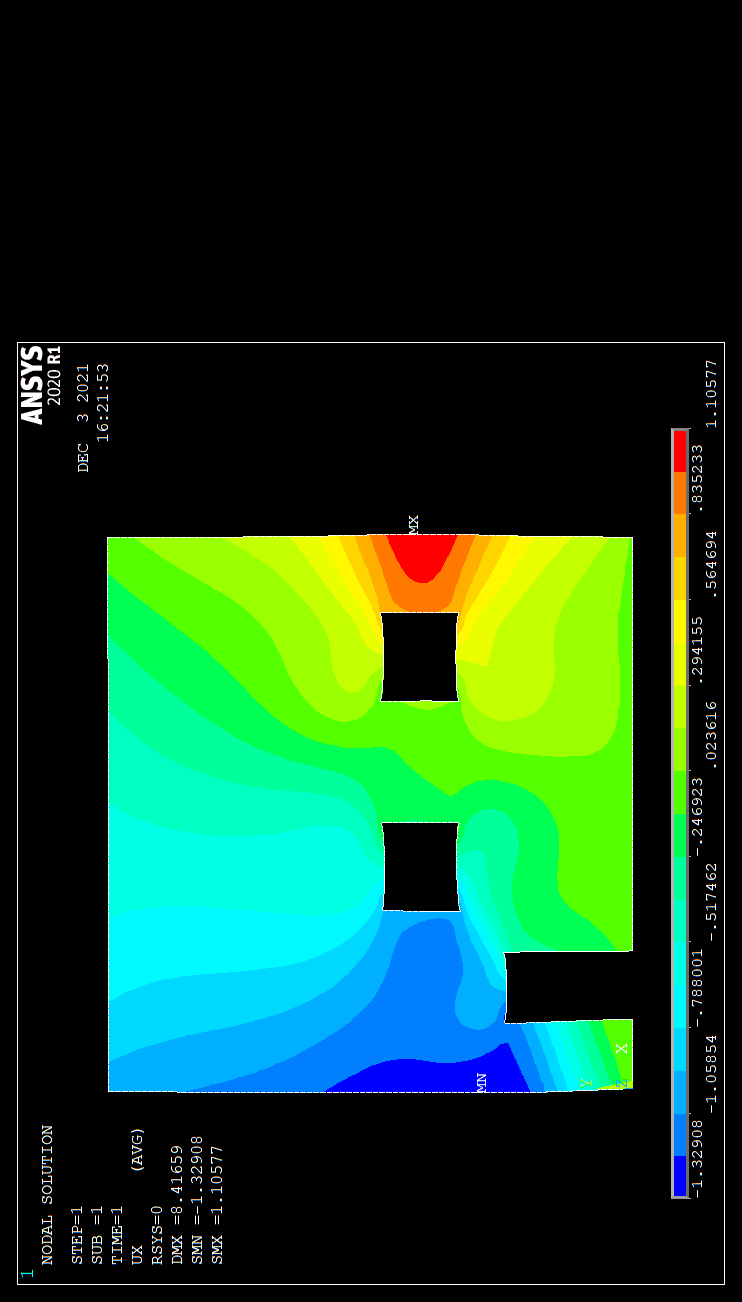 1
NODAL SOLUTION
STEP=1
SUB =1
TIME=1
UX (AVG)
RSYS=0
DMX =8.41659
SMN =-1.32908
SMX =1.10577
ANSYS
2020 R1
DEC 3 2021
16:21:53
MX
MN
Y
Z
X
-1.32908
-1.05854
-.788001
-.517462
-.246923
.023616
.294155
.564694
.835233
1.10577